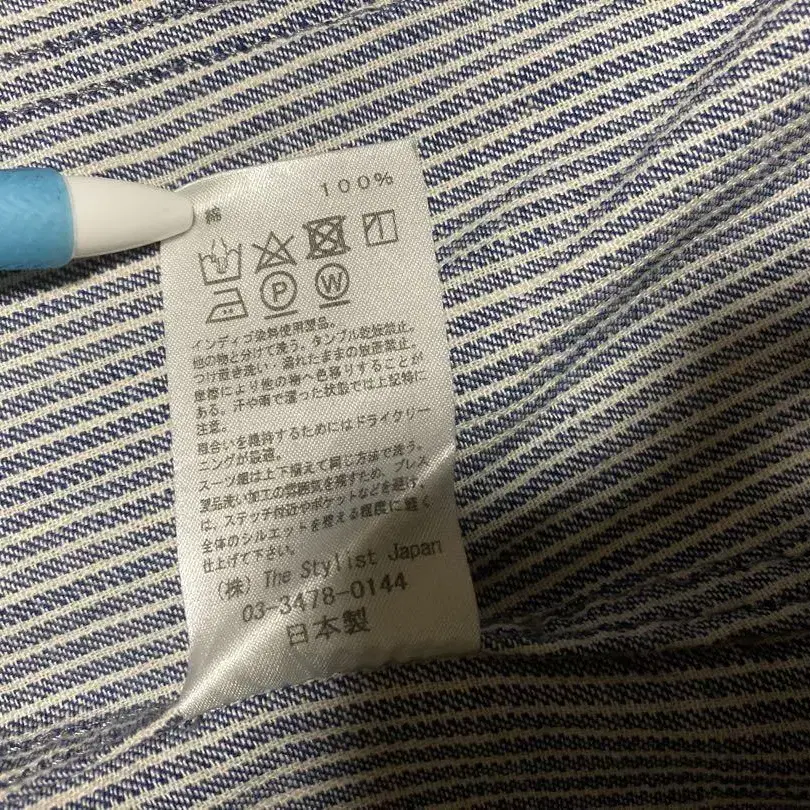 綿 100%
P W
インディゴ染料使用製品。
他の物と分けて洗う。タンブル乾燥禁止。
つけ置き洗い・濡れたままの放置禁止。
摩擦により他の物へ色移りすることが
ある。汗や雨で湿った状態では上記特に
注意。
風合いを維持するためにはドライクリー
ニングが最適。
スーツ類は上下揃えて同じ方法で洗う。
製品洗い加工の雰囲気を残すため、プレス
は、ステッチ付近やポケットなどを避け、
全体のシルエットを整える程度に軽く
仕上げて下さい。
(株) The Stylist Japan
03-3478-0144
日本製